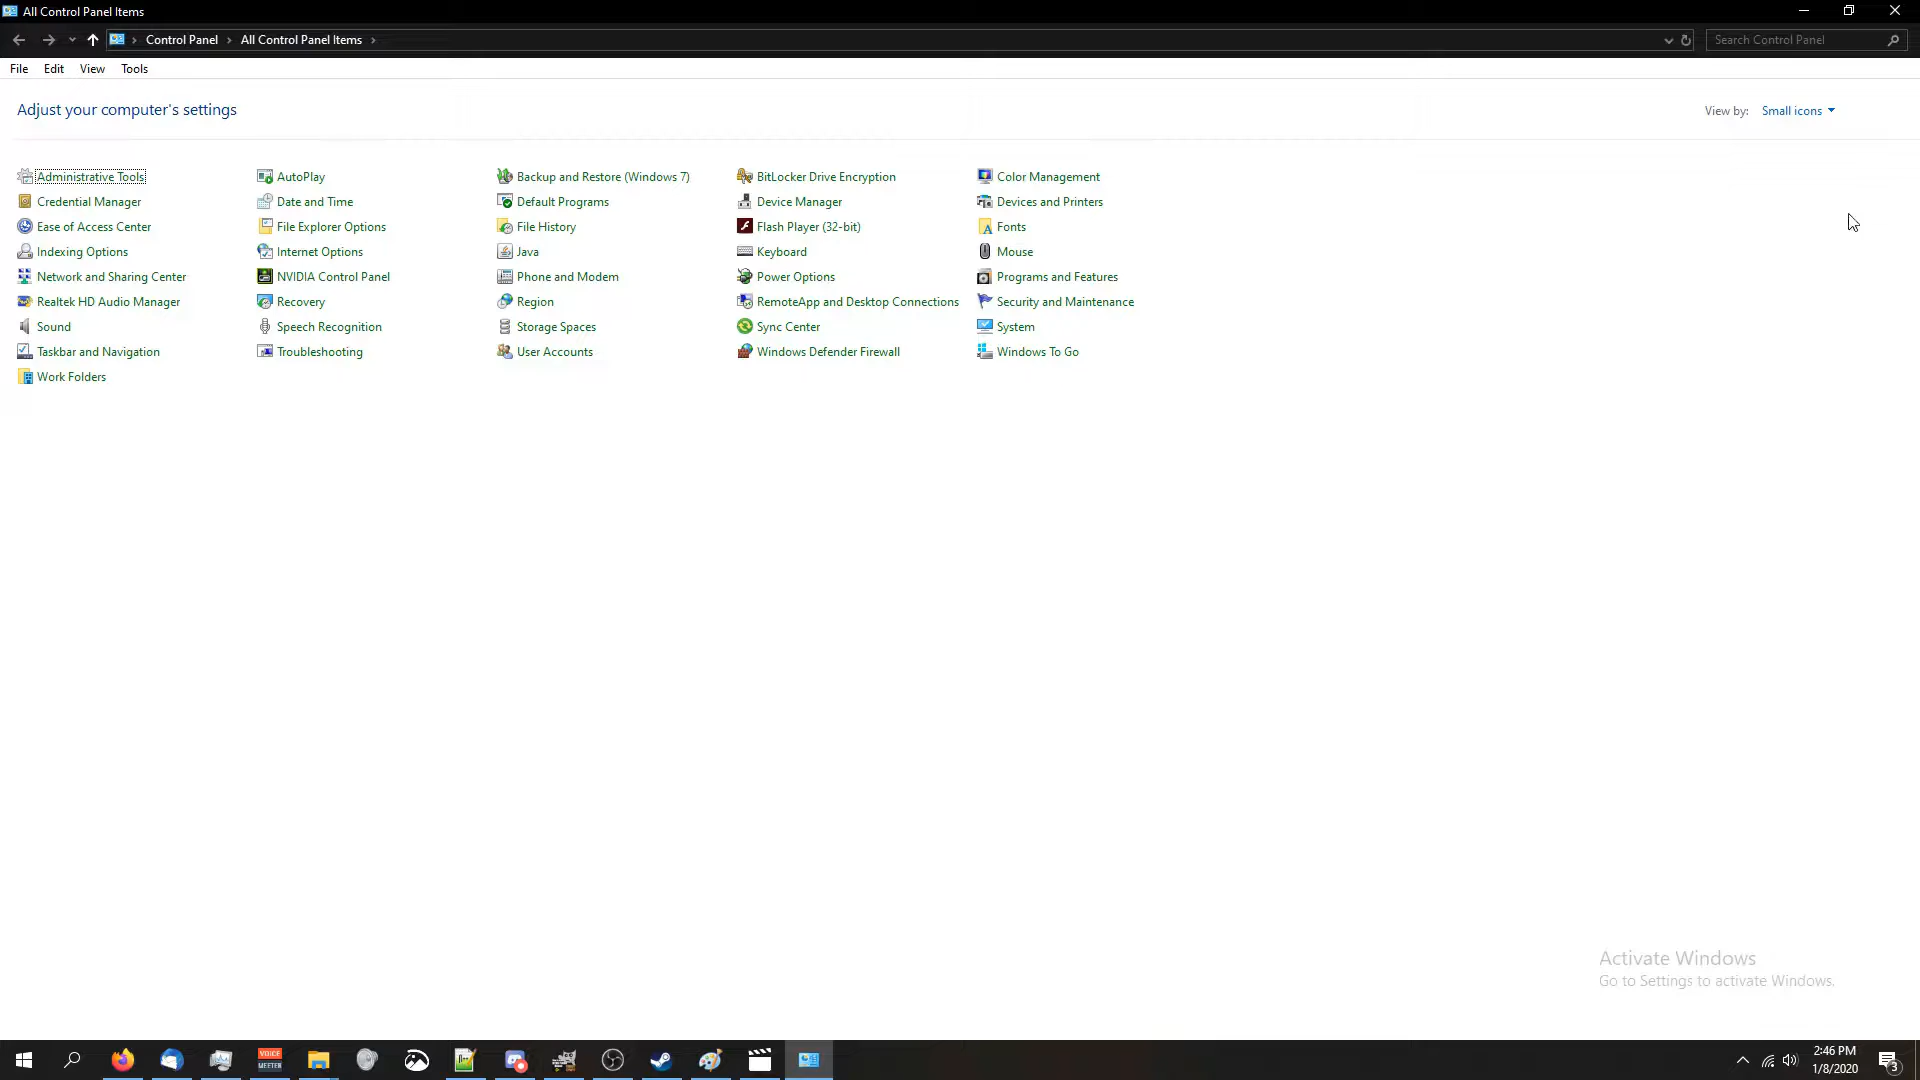 All Control Panel Items
Control Panel All Control Panel Items
Search Control Panel
File Edit View Tools
Adjust your computer's settings
View by: Small icons
Administrative Tools AutoPlay Backup and Restore (Windows 7) BitLocker Drive Encryption Color Management
Credential Manager Date and Time Default Programs Device Manager Devices and Printers
Ease of Access Center File Explorer Options File History Flash Player (32-bit) Fonts
Indexing Options Internet Options Java Keyboard Mouse
Network and Sharing Center NVIDIA Control Panel Phone and Modem Power Options Programs and Features
Realtek HD Audio Manager Recovery Region RemoteApp and Desktop Connections Security and Maintenance
Sound Speech Recognition Storage Spaces Sync Center System
Taskbar and Navigation Troubleshooting User Accounts Windows Defender Firewall Windows To Go
Work Folders
Activate Windows
Go to Settings to activate Windows.
VOICE
MEETER
2:46 PM
1/8/2020
3